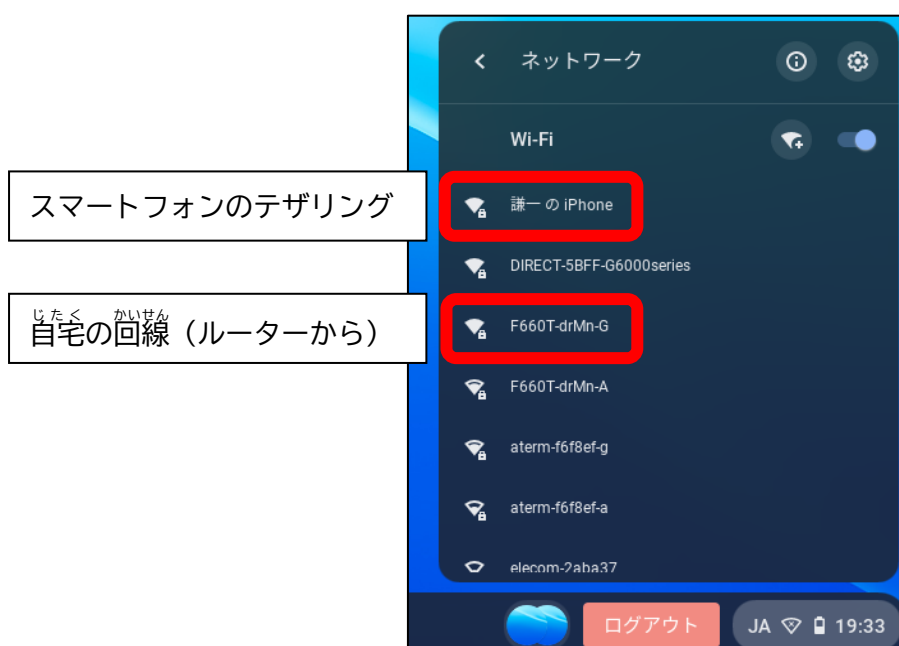 ネットワーク
Wi-Fi
スマートフォンのテザリング
謙一 の iPhone
DIRECT-5BFF-G6000series
じたく かいせん
自宅の回線（ルーターから）
F660T-drMn-G
F660T-drMn-A
aterm-f6f8ef-g
aterm-f6f8ef-a
elecom-2aba37
ログアウト
JA 19:33